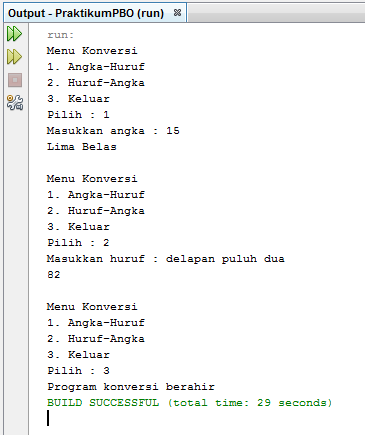 Output - PraktikumPBO (run)
run:
Menu Konversi
1. Angka-Huruf
2. Huruf-Angka
3. Keluar
Pilih : 1
Masukkan angka : 15
Lima Belas
Menu Konversi
1. Angka-Huruf
2. Huruf-Angka
3. Keluar
Pilih : 2
Masukkan huruf : delapan puluh dua
82
Menu Konversi
1. Angka-Huruf
2. Huruf-Angka
3. Keluar
Pilih : 3
Program konversi berahir
BUILD SUCCESSFUL (total time: 29 seconds)